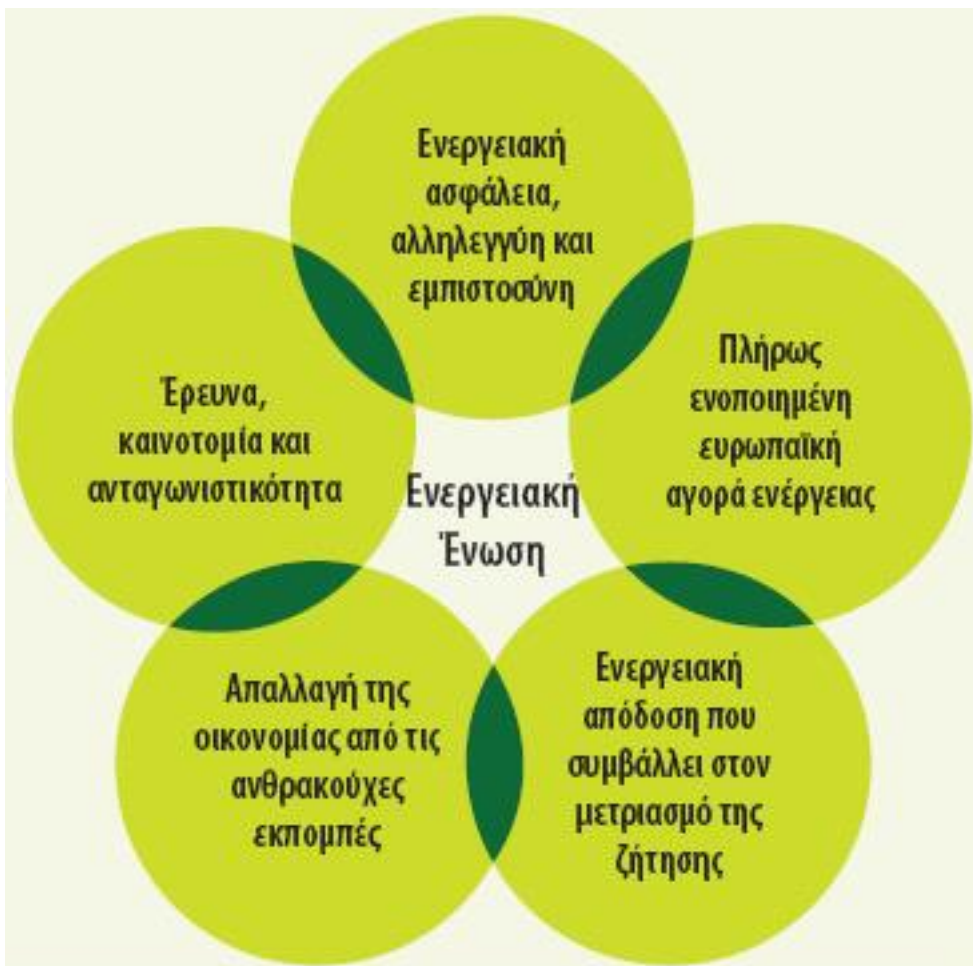 Ενεργειακή
ασφάλεια,
αλληλεγγύη και
εμπιστοσύνη
Πλήρως
ενοποιημένη
ευρωπαϊκή
αγορά ενέργειας
Έρευνα,
καινοτομία και
ανταγωνιστικότητα
Ενεργειακή
Ένωση
Απαλλαγή της
οικονομίας από τις
ανθρακούχες
εκπομπές
Ενεργειακή
απόδοση που
συμβάλλει στον
μετριασμό της
ζήτησης